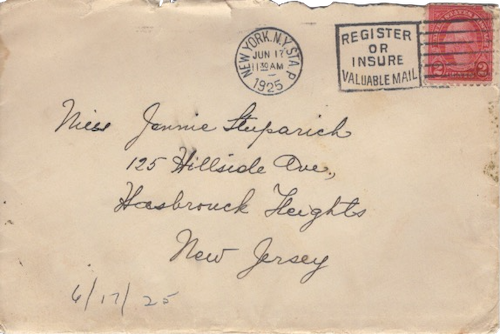 NEW YORK, N.Y. STA. P
JUN 17
11 30 AM
1925
REGISTER
OR
INSURE
VALUABLE MAIL
2 2
Miss Jennie Stuparich
125 Hillside Ave.,
Hasbrouck Heights
New Jersey
6/17/25